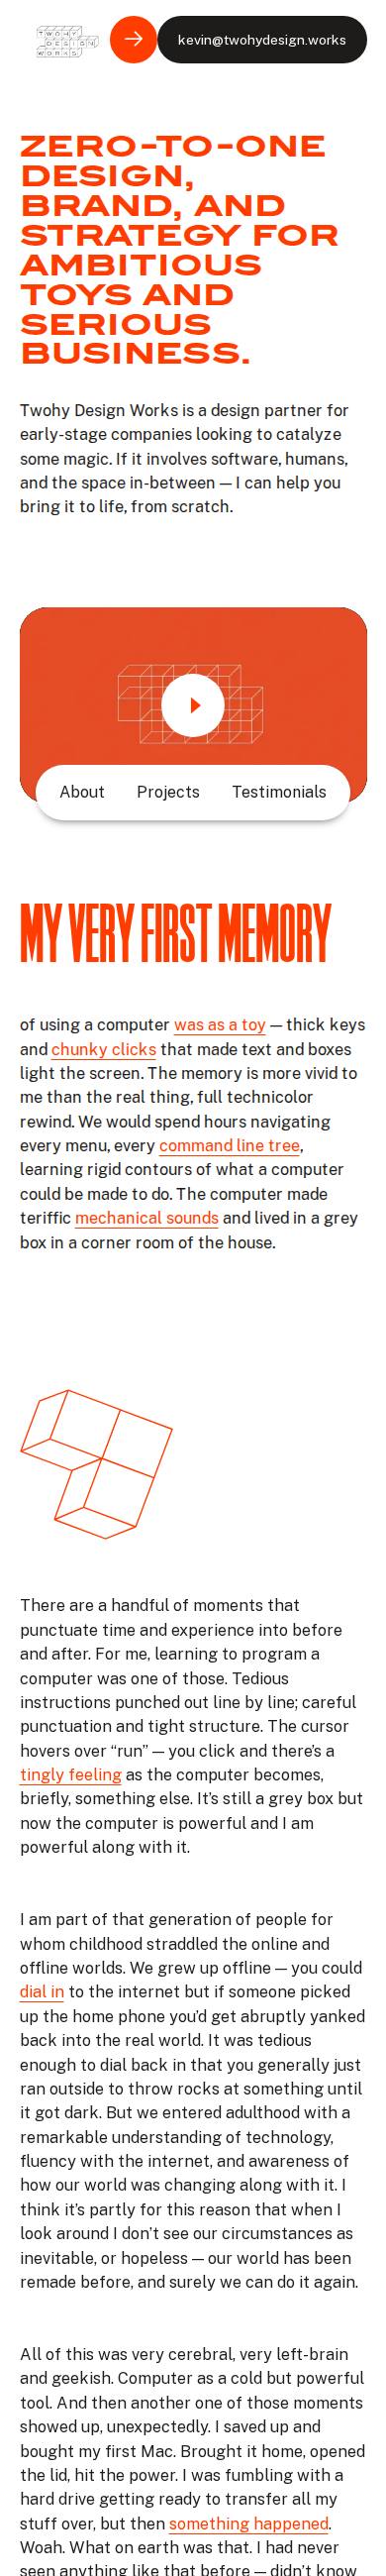 TWOHY
DESIGN
WORKS
kevin@twohydesign.works
ZERO-TO-ONE
DESIGN,
BRAND, AND
STRATEGY FOR
AMBITIOUS
TOYS AND
SERIOUS
BUSINESS.
Twohy Design Works is a design partner for
early-stage companies looking to catalyze
some magic. If it involves software, humans,
and the space in-between — I can help you
bring it to life, from scratch.
About Projects Testimonials
MY VERY FIRST MEMORY
of using a computer was as a toy — thick keys
and chunky clicks that made text and boxes
light the screen. The memory is more vivid to
me than the real thing, full technicolor
rewind. We would spend hours navigating
every menu, every command line tree,
learning rigid contours of what a computer
could be made to do. The computer made
teriffic mechanical sounds and lived in a grey
box in a corner room of the house.
There are a handful of moments that
punctuate time and experience into before
and after. For me, learning to program a
computer was one of those. Tedious
instructions punched out line by line; careful
punctuation and tight structure. The cursor
hovers over “run” — you click and there’s a
tingly feeling as the computer becomes,
briefly, something else. It’s still a grey box but
now the computer is powerful and I am
powerful along with it.
I am part of that generation of people for
whom childhood straddled the online and
offline worlds. We grew up offline — you could
dial in to the internet but if someone picked
up the home phone you’d get abruptly yanked
back into the real world. It was tedious
enough to dial back in that you generally just
ran outside to throw rocks at something until
it got dark. But we entered adulthood with a
remarkable understanding of technology,
fluency with the internet, and awareness of
how our world was changing along with it. I
think it’s partly for this reason that when I
look around I don’t see our circumstances as
inevitable, or hopeless — our world has been
remade before, and surely we can do it again.
All of this was very cerebral, very left-brain
and geekish. Computer as a cold but powerful
tool. And then another one of those moments
showed up, unexpectedly. I saved up and
bought my first Mac. Brought it home, opened
the lid, hit the power. I was fumbling with a
hard drive getting ready to transfer all my
stuff over, but then something happened.
Woah. What on earth was that. I had never
seen anything like that before — didn’t know